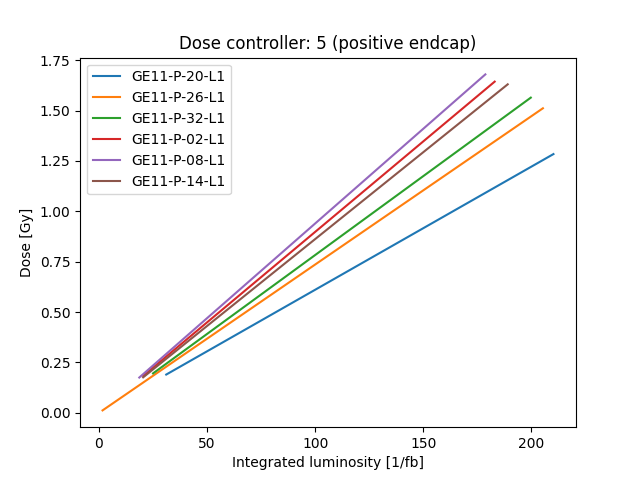 Dose controller: 5 (positive endcap)
1.75
1.50
1.25
1.00
0.75
0.50
0.25
0.00
Dose [Gy]
GE11-P-20-L1
GE11-P-26-L1
GE11-P-32-L1
GE11-P-02-L1
GE11-P-08-L1
GE11-P-14-L1
0 50 100 150 200
Integrated luminosity [1/fb]